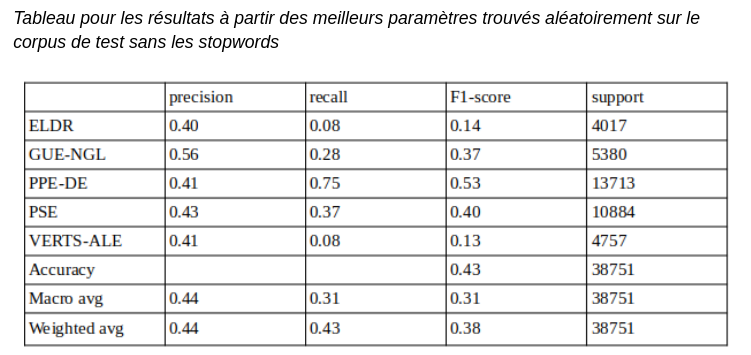 Tableau pour les résultats à partir des meilleurs paramètres trouvés aléatoirement sur le
corpus de test sans les stopwords
precision recall F1-score support
ELDR 0.40 0.08 0.14 4017
GUE-NGL 0.56 0.28 0.37 5380
PPE-DE 0.41 0.75 0.53 13713
PSE 0.43 0.37 0.40 10884
VERTS-ALE 0.41 0.08 0.13 4757
Accuracy 0.43 38751
Macro avg 0.44 0.31 0.31 38751
Weighted avg 0.44 0.43 0.38 38751